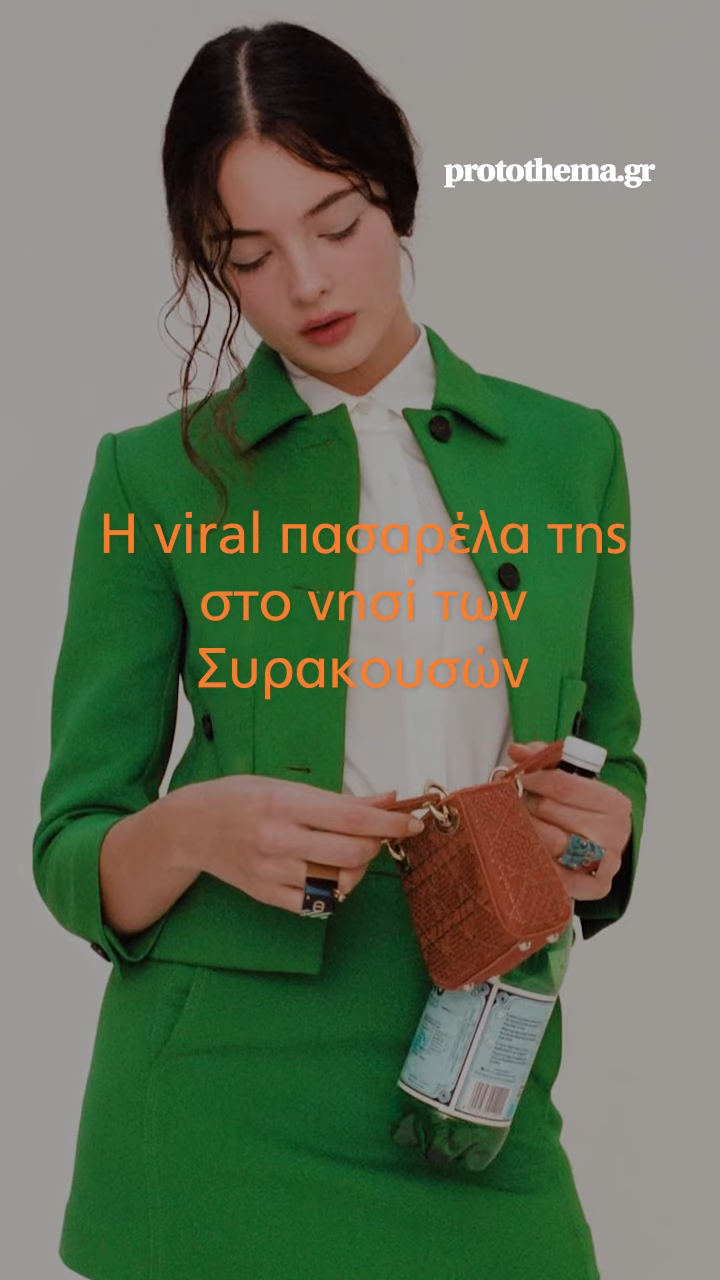 protothema.gr
Η viral πασαρέλα της
στο νησί των
Συρακουσών